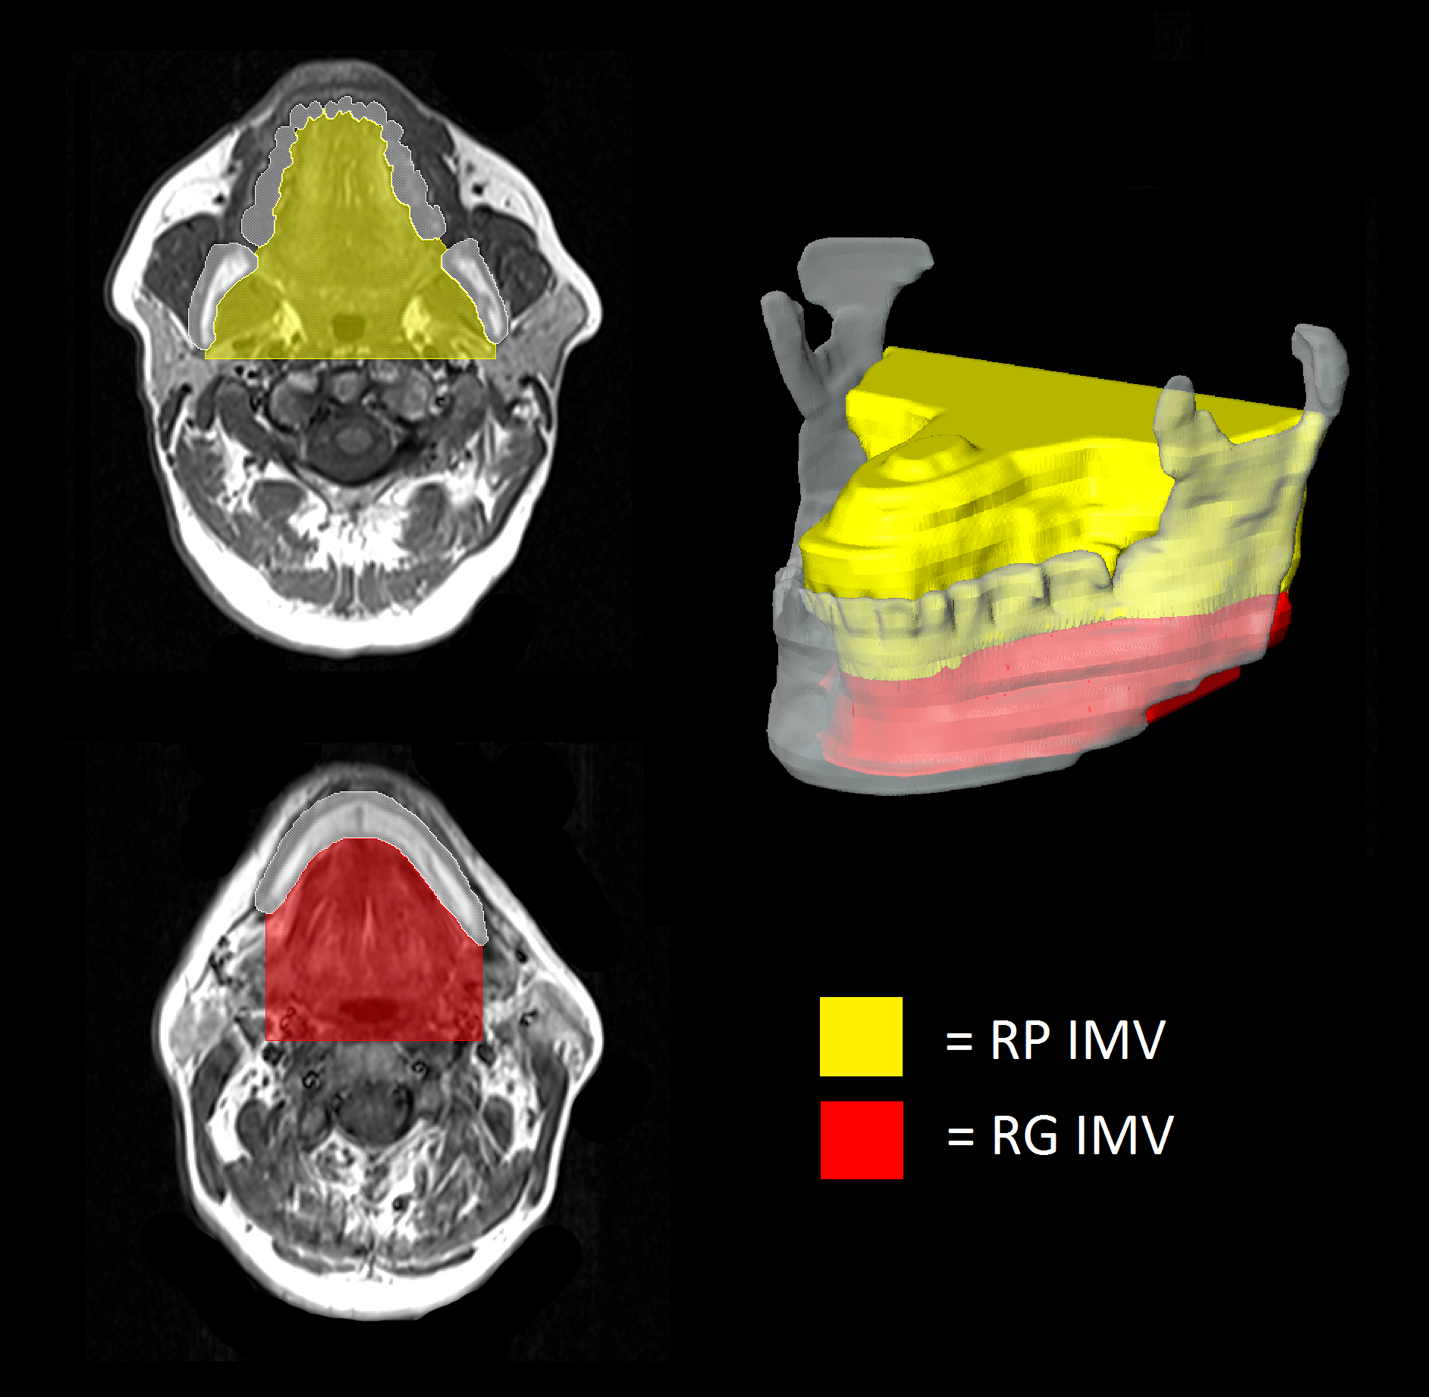 = RP IMV
= RG IMV